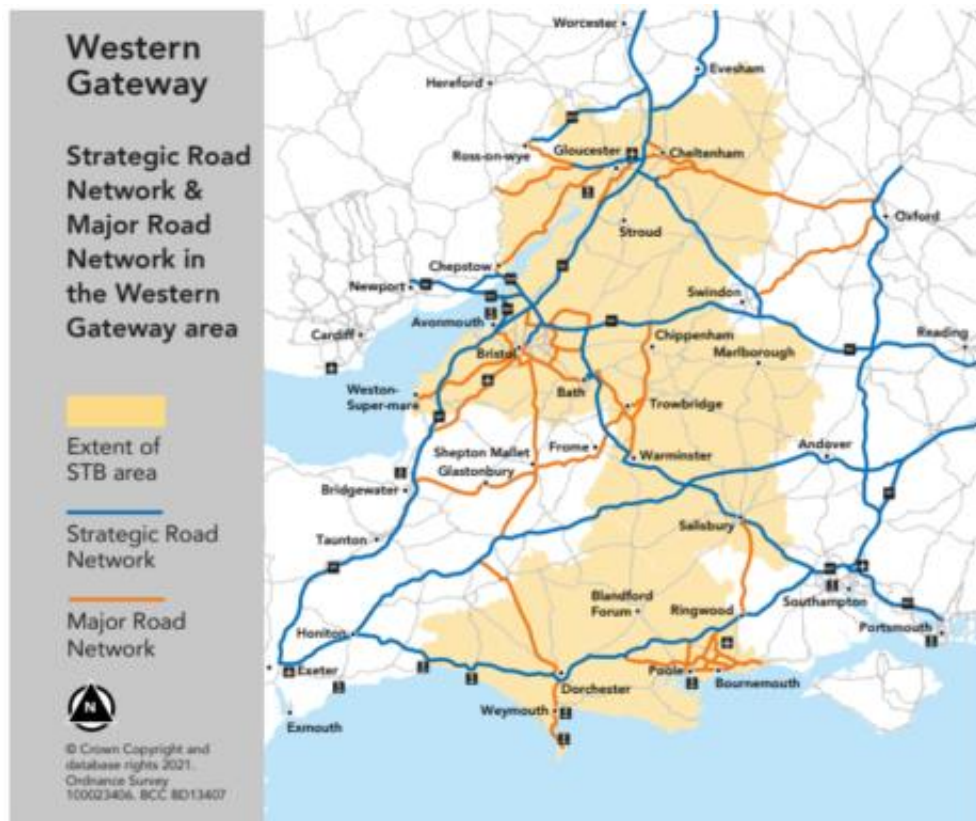 Western
Gateway
Strategic Road
Network &
Major Road
Network in
the Western
Gateway area
Extent of
STB area
Strategic Road
Network
Major Road
Network
N
© Crown Copyright and
database rights 2021.
Ordnance Survey
100023406. BCC BD13407
Worcester
Evesham
Hereford
Ross-on-wye
Gloucester
Cheltenham
Oxford
Stroud
Chepstow
Newport
Swindon
Cardiff
Avonmouth
Reading
Bristol
Chippenham
Marlborough
Weston-
Super-mare
Bath
Trowbridge
Andover
Shepton Mallet
Frome
Warminster
Glastonbury
Bridgewater
Salisbury
Taunton
Blandford
Forum
Ringwood
Southampton
Honiton
Portsmouth
Exeter
Poole
Bournemouth
Dorchester
Weymouth
Exmouth